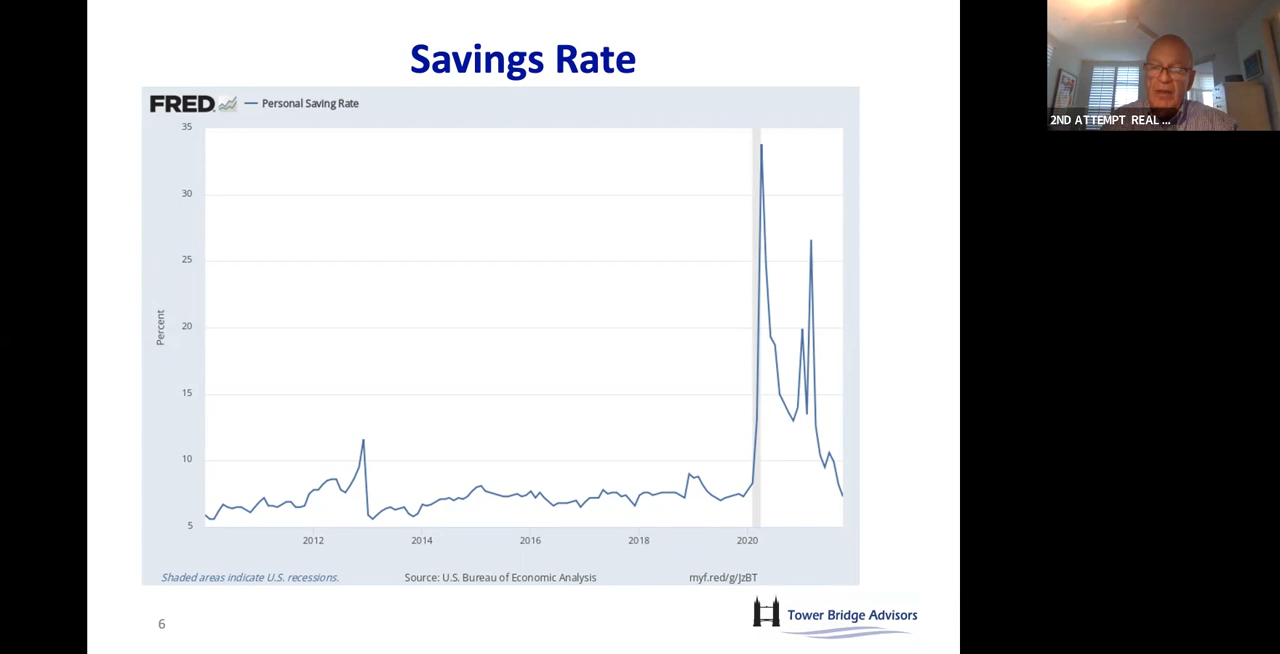 Savings Rate
FRED
Personal Saving Rate
35
30
25
20
15
10
5
Percent
2012 2014 2016 2018 2020
Shaded areas indicate U.S. recessions.
Source: U.S. Bureau of Economic Analysis
myf.red/g/JzBT
6
Tower Bridge Advisors
2ND ATTEMPT REAL ...